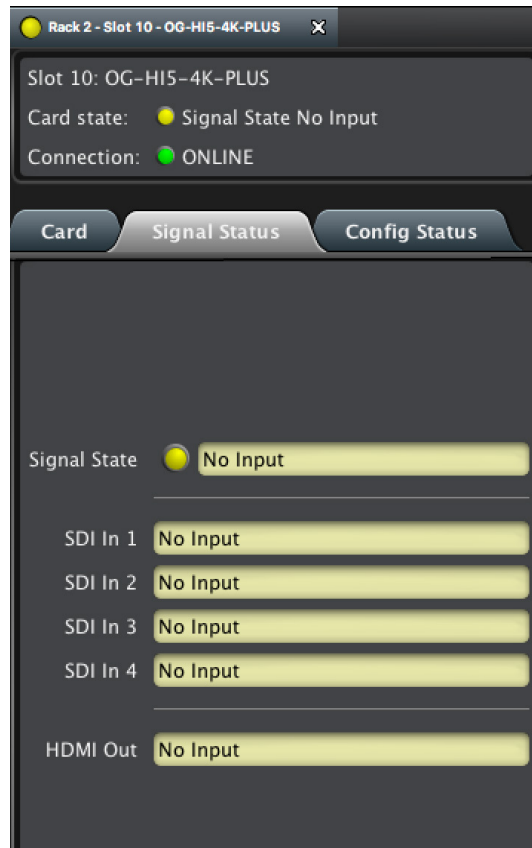 Rack 2 - Slot 10 - OG-HI5-4K-PLUS X
Slot 10: OG-HI5-4K-PLUS
Card state: Signal State No Input
Connection: ONLINE
Card Signal Status Config Status
Signal State No Input
SDI In 1 No Input
SDI In 2 No Input
SDI In 3 No Input
SDI In 4 No Input
HDMI Out No Input